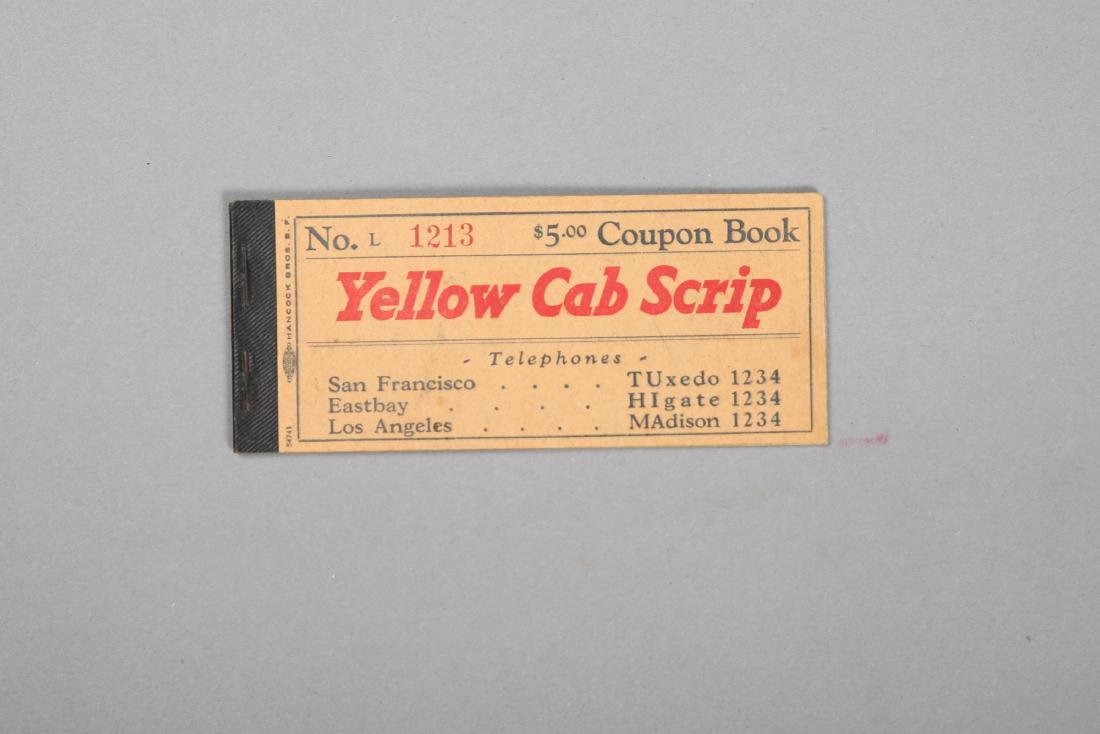 No. L 1213 $5.00 Coupon Book
Yellow Cab Scrip
- Telephones -
San Francisco . . . . TUxedo 1234
Eastbay . . . . HIgate 1234
Los Angeles . . . . MAdison 1234
HANCOCK BROS. S. F.
54741